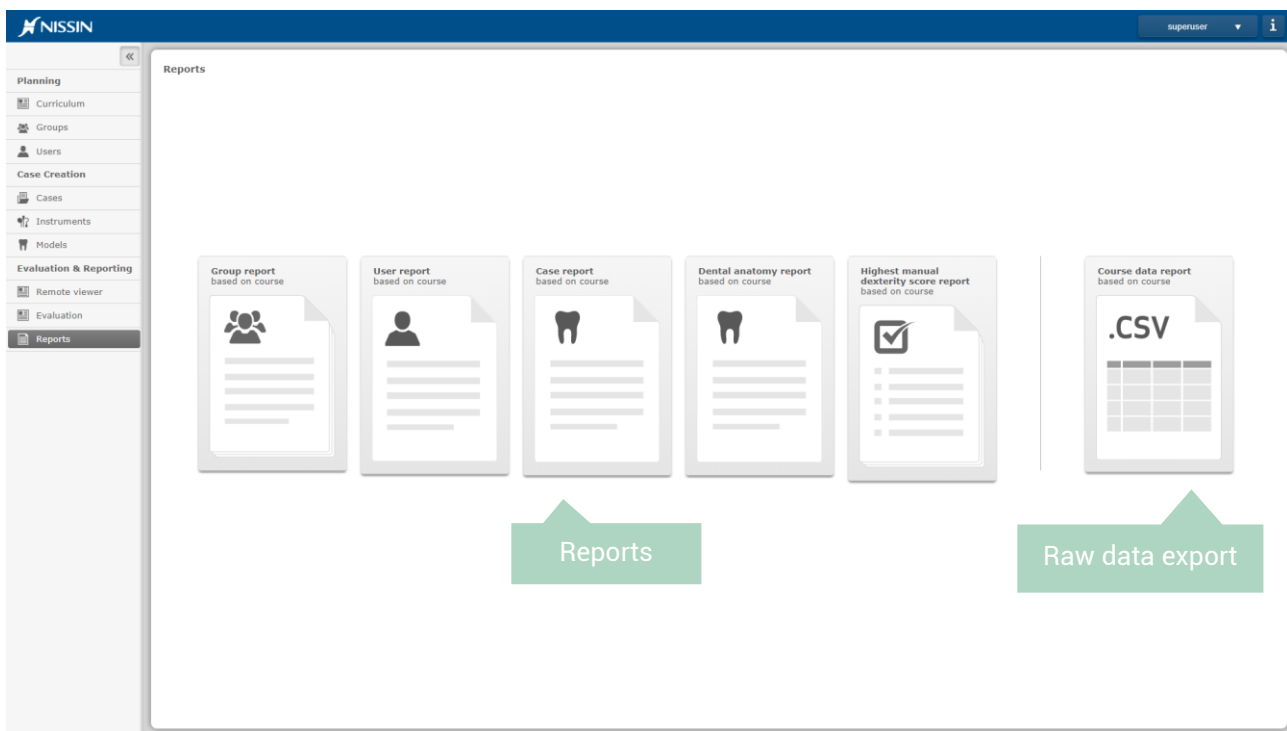 NISSIN
superuser
i
«
Planning
Curriculum
Groups
Users
Case Creation
Cases
Instruments
Models
Evaluation & Reporting
Remote viewer
Evaluation
Reports
Reports
Group report
based on course
User report
based on course
Case report
based on course
Dental anatomy report
based on course
Highest manual
dexterity score report
based on course
Course data report
based on course
.CSV
Reports
Raw data export